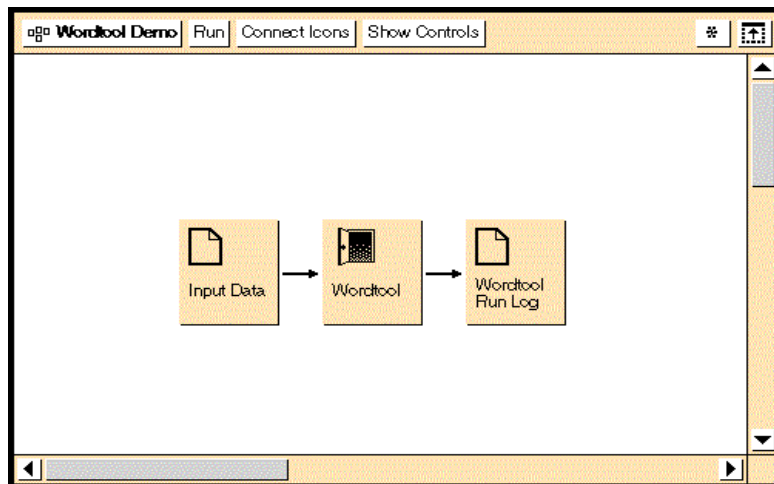 Wordtool Demo Run Connect Icons Show Controls *
Input Data
Wordtool
Wordtool
Run Log